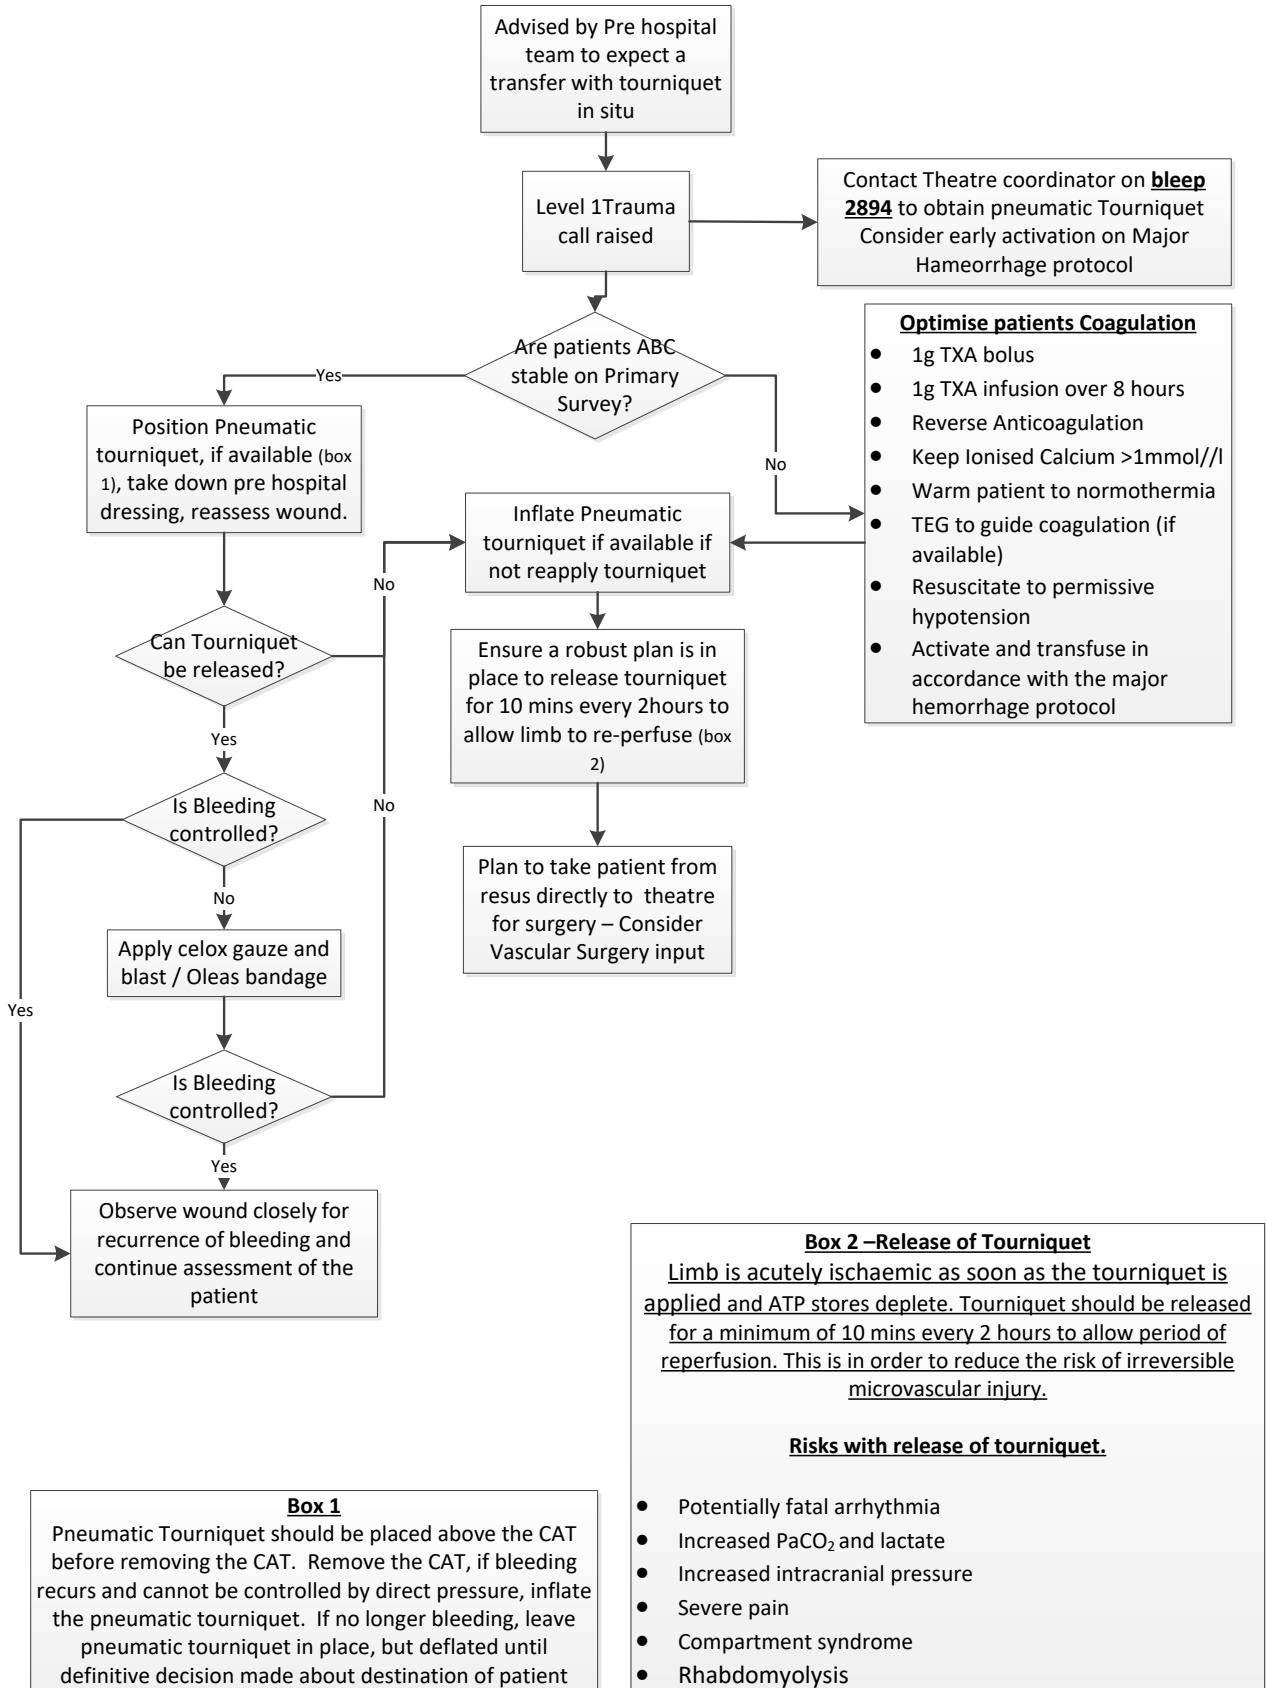 Advised by Pre hospital
team to expect a
transfer with tourniquet
in situ
Level 1Trauma
call raised
Contact Theatre coordinator on bleep
2894 to obtain pneumatic Tourniquet
Consider early activation on Major
Hameorrhage protocol
Are patients ABC
stable on Primary
Survey?
Yes
No
Optimise patients Coagulation
● 1g TXA bolus
● 1g TXA infusion over 8 hours
● Reverse Anticoagulation
● Keep Ionised Calcium >1mmol//l
● Warm patient to normothermia
● TEG to guide coagulation (if
available)
● Resuscitate to permissive
hypotension
● Activate and transfuse in
accordance with the major
hemorrhage protocol
Position Pneumatic
tourniquet, if available (box
1), take down pre hospital
dressing, reassess wound.
Inflate Pneumatic
tourniquet if available if
not reapply tourniquet
No
Can Tourniquet
be released?
Yes
Ensure a robust plan is in
place to release tourniquet
for 10 mins every 2hours to
allow limb to re-perfuse (box
2)
Is Bleeding
controlled?
No
No
Yes
Plan to take patient from
resus directly to theatre
for surgery – Consider
Vascular Surgery input
Apply celox gauze and
blast / Oleas bandage
Is Bleeding
controlled?
Yes
Observe wound closely for
recurrence of bleeding and
continue assessment of the
patient
Box 2 –Release of Tourniquet
Limb is acutely ischaemic as soon as the tourniquet is
applied and ATP stores deplete. Tourniquet should be released
for a minimum of 10 mins every 2 hours to allow period of
reperfusion. This is in order to reduce the risk of irreversible
microvascular injury.
Risks with release of tourniquet.
● Potentially fatal arrhythmia
● Increased PaCO₂ and lactate
● Increased intracranial pressure
● Severe pain
● Compartment syndrome
● Rhabdomyolysis
Box 1
Pneumatic Tourniquet should be placed above the CAT
before removing the CAT. Remove the CAT, if bleeding
recurs and cannot be controlled by direct pressure, inflate
the pneumatic tourniquet. If no longer bleeding, leave
pneumatic tourniquet in place, but deflated until
definitive decision made about destination of patient